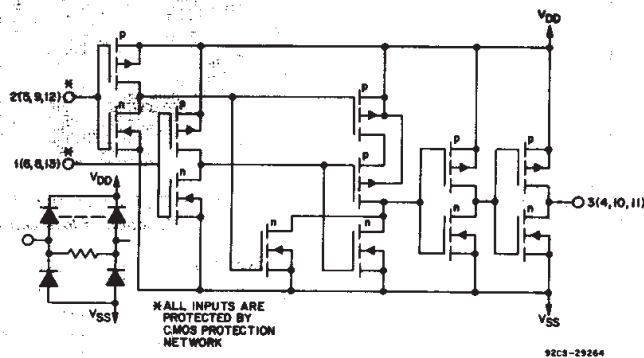 VDD
p
*
2(5,9,12)
n
p
p
p
p
*
1(6,8,13)
p
VDD
n
n
n
n
n
3(4,10,11)
VSS
* ALL INPUTS ARE
PROTECTED BY
CMOS PROTECTION
NETWORK
VSS
92CS-29264